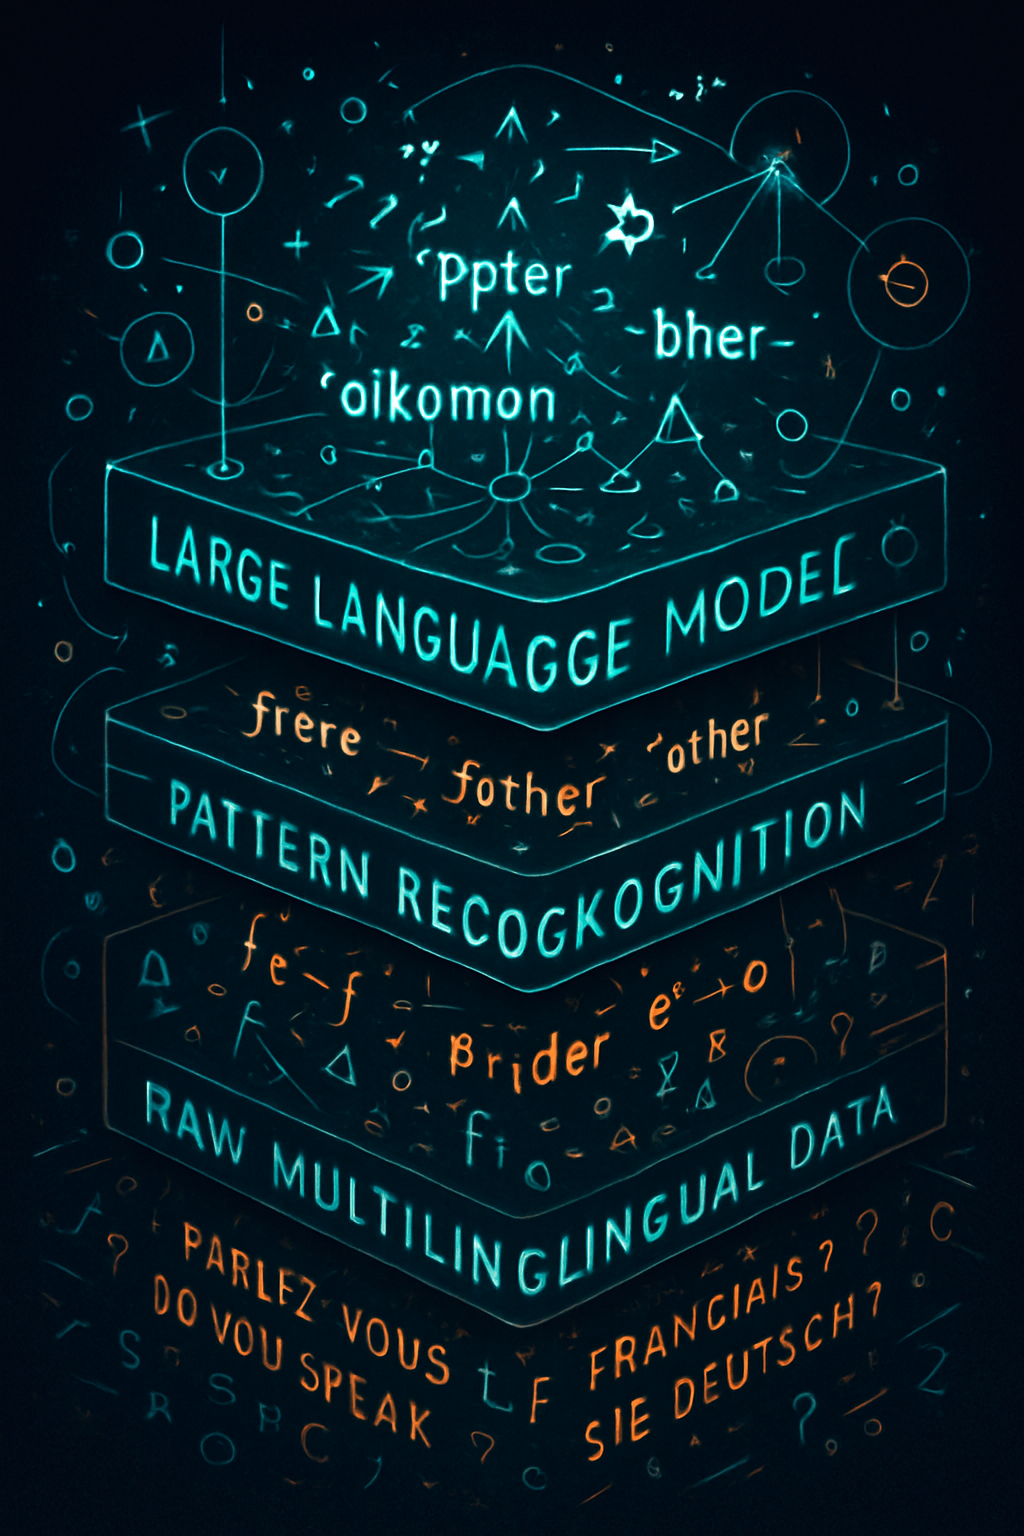 ‘ppter
-bher-
‘oikomon
LARGE LANGUAGGE MODEL
frere – fother ‘other
PATTERN RECOGKOGNITION
fe~f
e → o
Brider
fi
RAW MULTILINGLINGUAL DATA
PARLEZ VOUS FRANCIAIS ?
DO VOU SPEAK SIE DEUTSCH ?